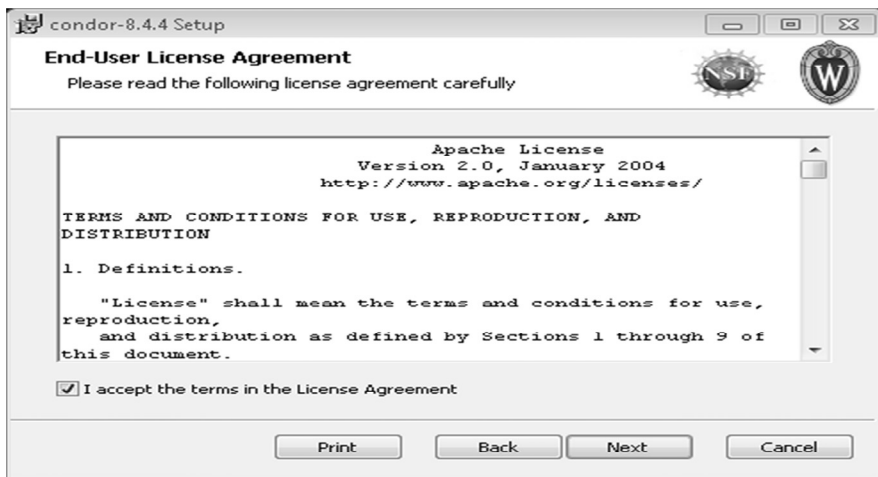 condor-8.4.4 Setup
End-User License Agreement
Please read the following license agreement carefully
NSF
W
Apache License
Version 2.0, January 2004
http://www.apache.org/licenses/
TERMS AND CONDITIONS FOR USE, REPRODUCTION, AND
DISTRIBUTION
1. Definitions.
"License" shall mean the terms and conditions for use,
reproduction,
and distribution as defined by Sections 1 through 9 of
this document.
I accept the terms in the License Agreement
Print Back Next Cancel